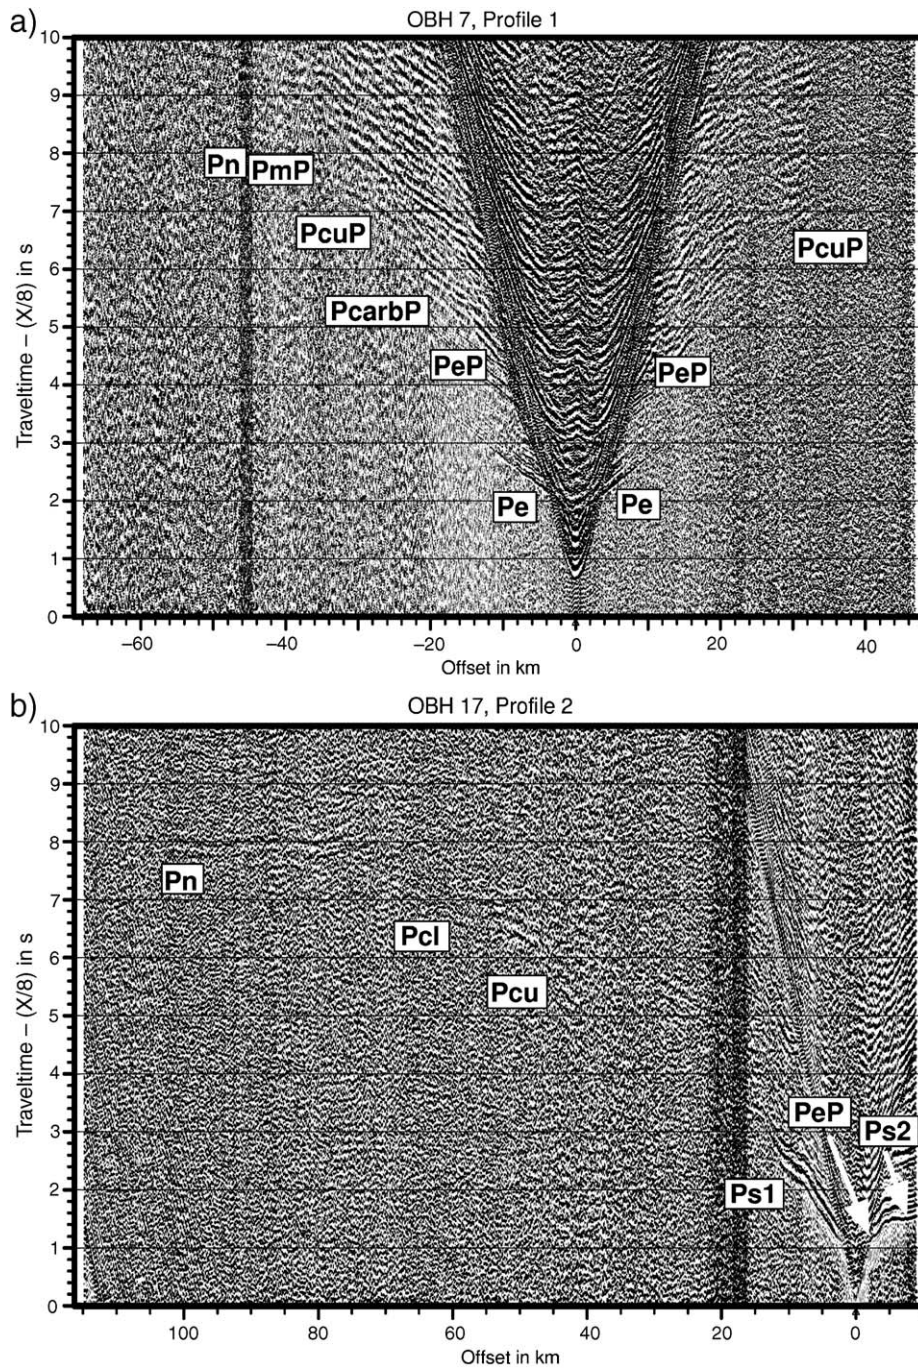 a)
OBH 7, Profile 1
10
9
8
7
6
5
4
3
2
1
0
Traveltime – (X/8) in s
Pn
PmP
PcuP
PcuP
PcarbP
PeP
PeP
Pe
Pe
–60
–40
–20
0
20
40
Offset in km
b)
OBH 17, Profile 2
10
9
8
7
6
5
4
3
2
1
0
Traveltime – (X/8) in s
Pn
Pcl
Pcu
PeP
Ps2
Ps1
100
80
60
40
20
0
Offset in km